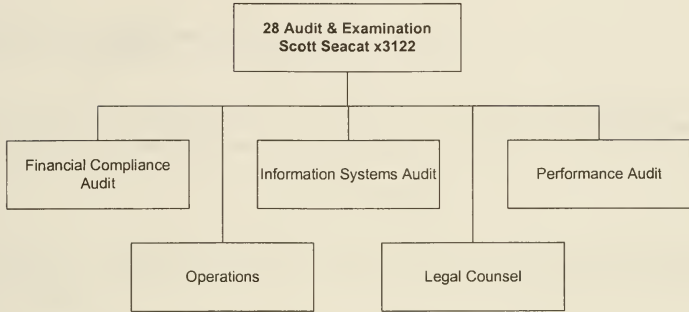 28 Audit & Examination
Scott Seacat x3122
Financial Compliance
Audit
Information Systems Audit
Performance Audit
Operations
Legal Counsel